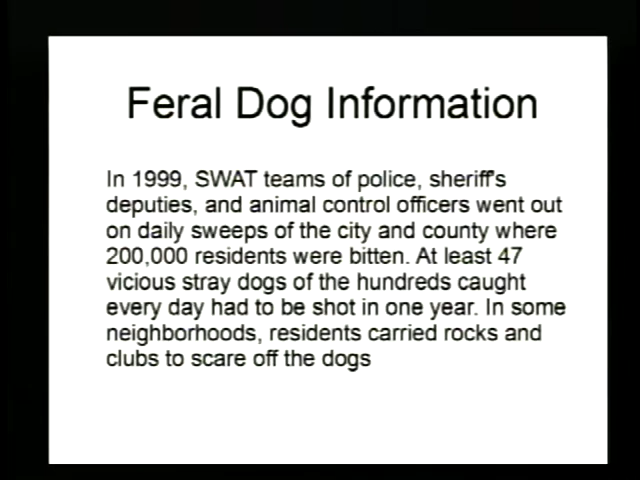 Feral Dog Information
In 1999, SWAT teams of police, sheriff's
deputies, and animal control officers went out
on daily sweeps of the city and county where
200,000 residents were bitten. At least 47
vicious stray dogs of the hundreds caught
every day had to be shot in one year. In some
neighborhoods, residents carried rocks and
clubs to scare off the dogs